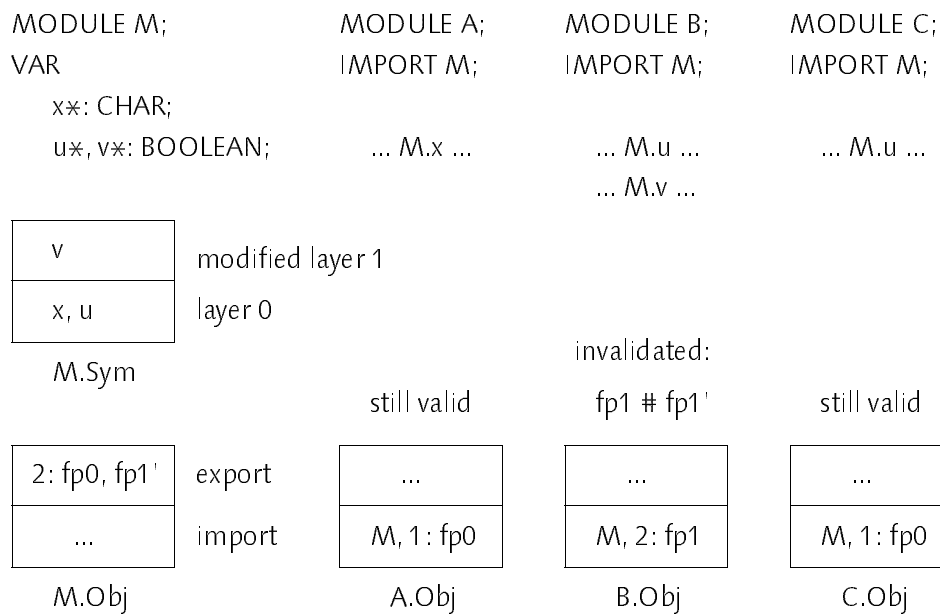 MODULE M; MODULE A; MODULE B; MODULE C;
VAR IMPORT M; IMPORT M; IMPORT M;
x*: CHAR;
u*, v*: BOOLEAN; ... M.x ... ... M.u ... ... M.u ...
... M.v ...
v modified layer 1
x, u layer 0
M.Sym invalidated:
still valid fp1 # fp1' still valid
2: fp0, fp1' export ... ... ...
... import M, 1: fp0 M, 2: fp1 M, 1: fp0
M.Obj A.Obj B.Obj C.Obj